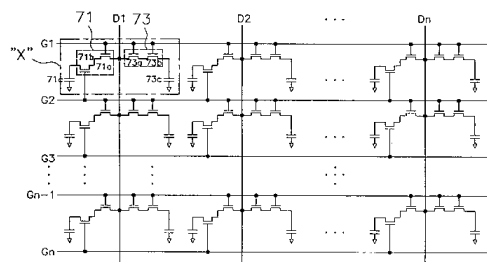 71 D1 73 D2 ... Dn
G1
"X"
71b 71a 73a 73b
71c 73c
G2
G3
Gn-1
Gn